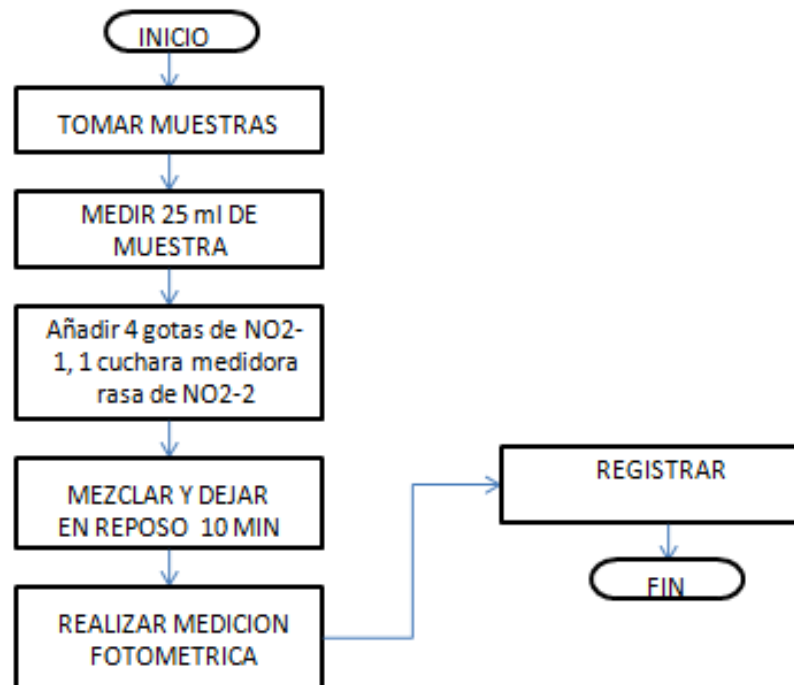 INICIO
TOMAR MUESTRAS
MEDIR 25 ml DE
MUESTRA
Añadir 4 gotas de NO2-
1, 1 cuchara medidora
rasa de NO2-2
MEZCLAR Y DEJAR
EN REPOSO 10 MIN
REALIZAR MEDICION
FOTOMETRICA
REGISTRAR
FIN